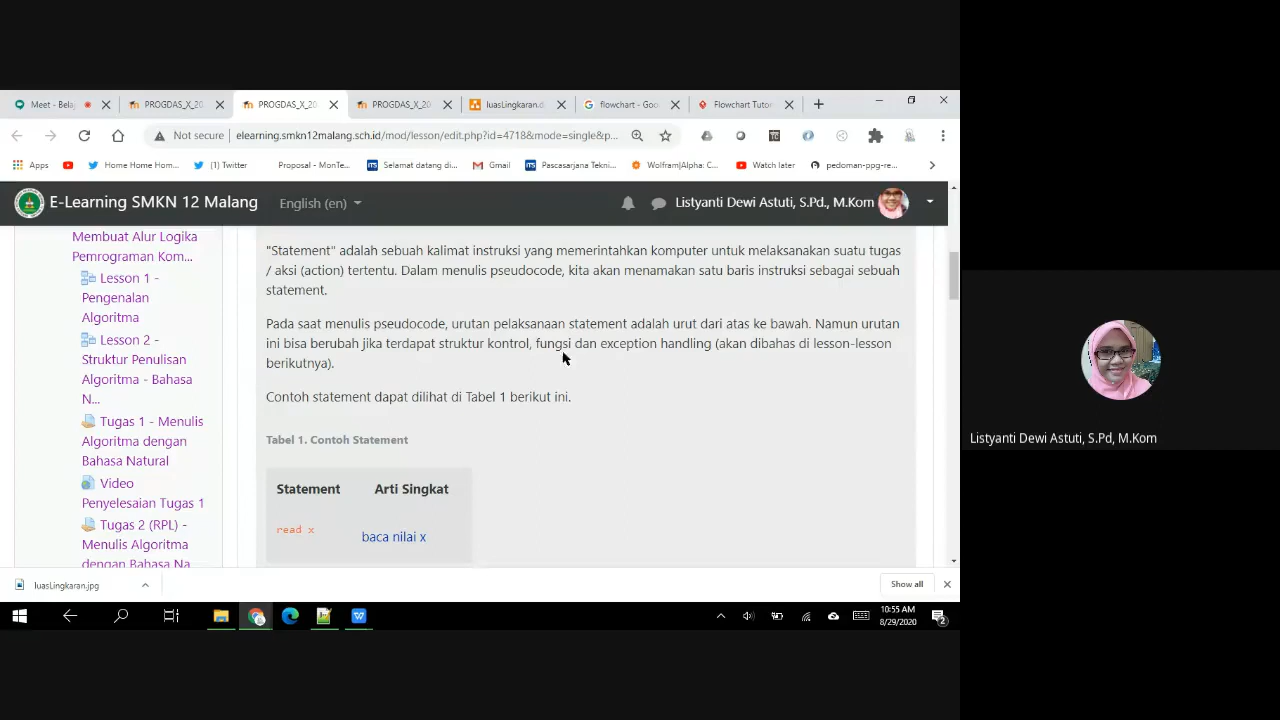 Meet - Bela
PROGDAS_X_20
PROGDAS_X_20
PROGDAS_X_20
luasLingkaran.d
flowchart - Goo
Flowchart Tutor
Not secure
elearning.smkn12malang.sch.id/mod/lesson/edit.php?id=4718&mode=single&p...
Apps
Home Home Hom...
(1) Twitter
Proposal - MonTe...
Selamat datang di...
Gmail
Pascasarjana Tekni...
Wolfram|Alpha: C...
Watch later
pedoman-ppg-re...
E-Learning SMKN 12 Malang
English (en)
Listyanti Dewi Astuti, S.Pd., M.Kom
Membuat Alur Logika
Pemrograman Kom...
Lesson 1 -
Pengenalan
Algoritma
Lesson 2 -
Struktur Penulisan
Algoritma - Bahasa
N...
Tugas 1 - Menulis
Algoritma dengan
Bahasa Natural
Video
Penyelesaian Tugas 1
Tugas 2 (RPL) -
Menulis Algoritma
dengan Bahasa Na
"Statement" adalah sebuah kalimat instruksi yang memerintahkan komputer untuk melaksanakan suatu tugas
/ aksi (action) tertentu. Dalam menulis pseudocode, kita akan menamakan satu baris instruksi sebagai sebuah
statement.
Pada saat menulis pseudocode, urutan pelaksanaan statement adalah urut dari atas ke bawah. Namun urutan
ini bisa berubah jika terdapat struktur kontrol, fungsi dan exception handling (akan dibahas di lesson-lesson
berikutnya).
Contoh statement dapat dilihat di Tabel 1 berikut ini.
Tabel 1. Contoh Statement
Statement Arti Singkat
read x baca nilai x
luasLingkaran.jpg
Show all
10:55 AM
8/29/2020
2
Listyanti Dewi Astuti, S.Pd, M.Kom